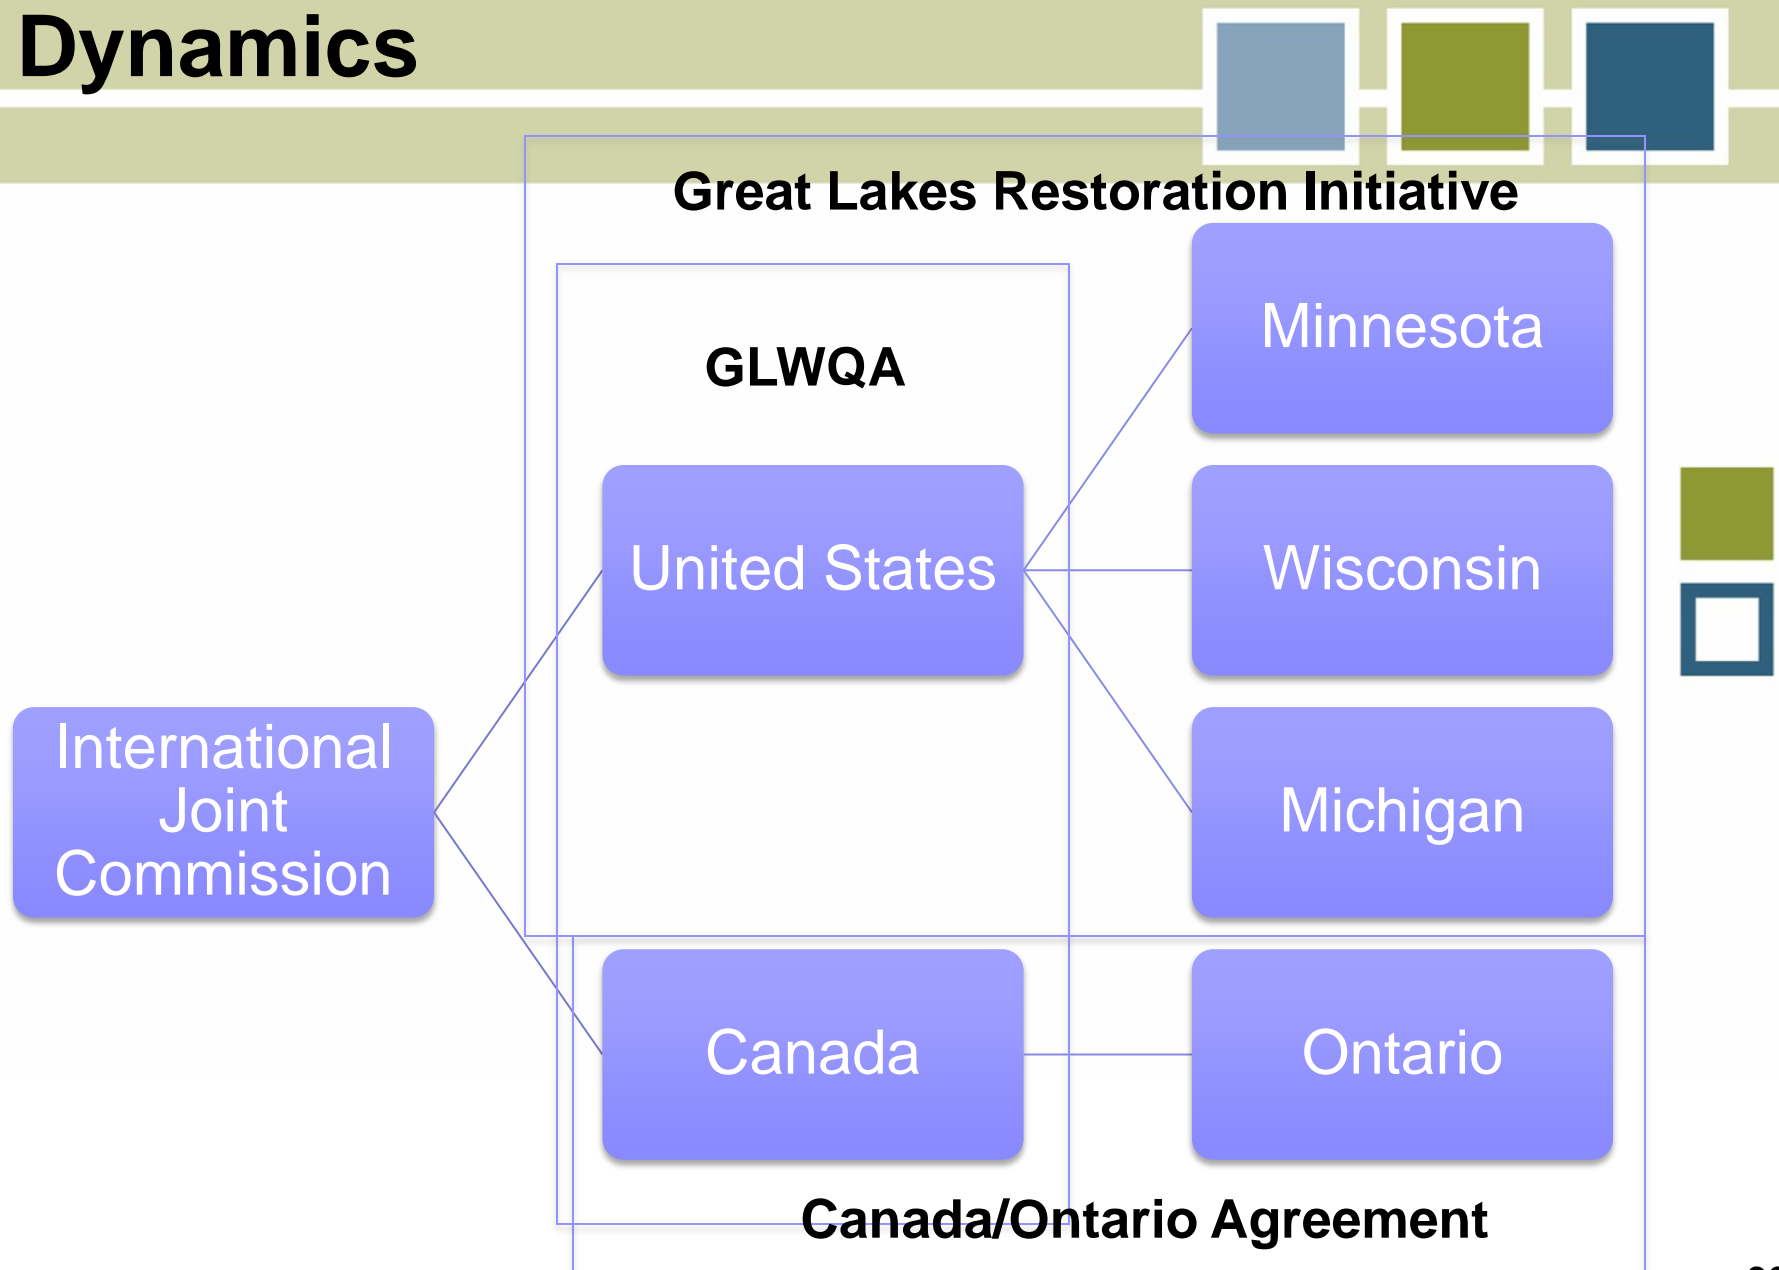 Dynamics
Great Lakes Restoration Initiative
Minnesota
GLWQA
United States
Wisconsin
International
Joint
Commission
Michigan
Canada
Ontario
Canada/Ontario Agreement